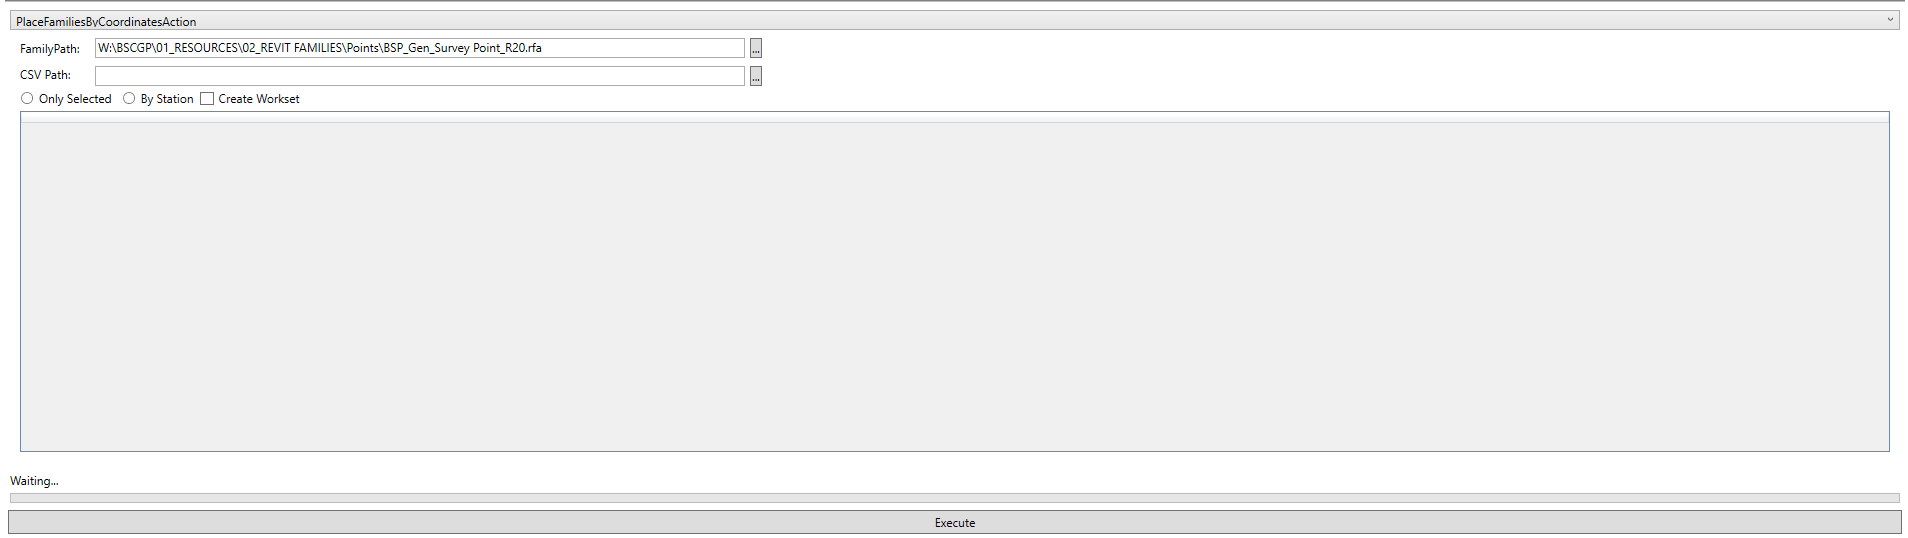 PlaceFamiliesByCoordinatesAction
FamilyPath: W:\BSCGP\01_RESOURCES\02_REVIT FAMILIES\Points\BSP_Gen_Survey Point_R20.rfa ...
CSV Path: ...
Only Selected By Station Create Workset
Waiting...
Execute